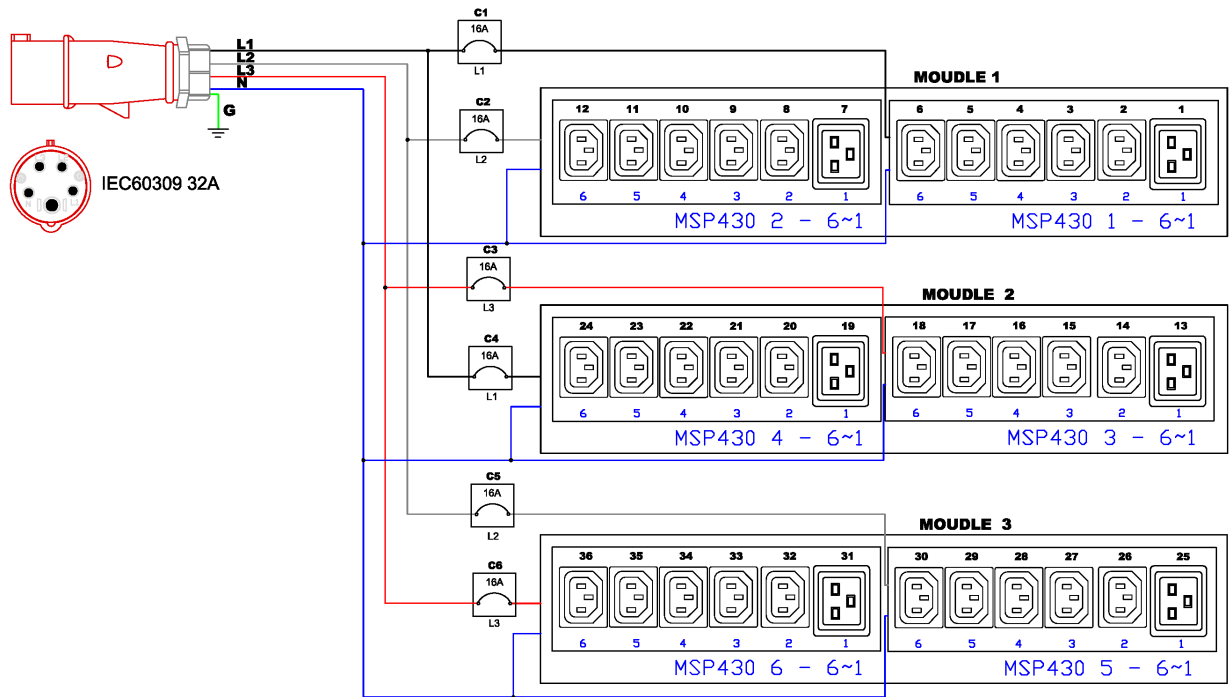 C1
16A
L1
L1
L2
L3
N
G
IEC60309 32A
C2
16A
L2
MOUDLE 1
12 11 10 9 8 7 6 5 4 3 2 1
6 5 4 3 2 1 6 5 4 3 2 1
MSP430 2 - 6~1 MSP430 1 - 6~1
C3
16A
L3
MOUDLE 2
24 23 22 21 20 19 18 17 16 15 14 13
C4
16A
L1
6 5 4 3 2 1 6 5 4 3 2 1
MSP430 4 - 6~1 MSP430 3 - 6~1
C5
16A
L2
MOUDLE 3
36 35 34 33 32 31 30 29 28 27 26 25
C6
16A
L3
6 5 4 3 2 1 6 5 4 3 2 1
MSP430 6 - 6~1 MSP430 5 - 6~1